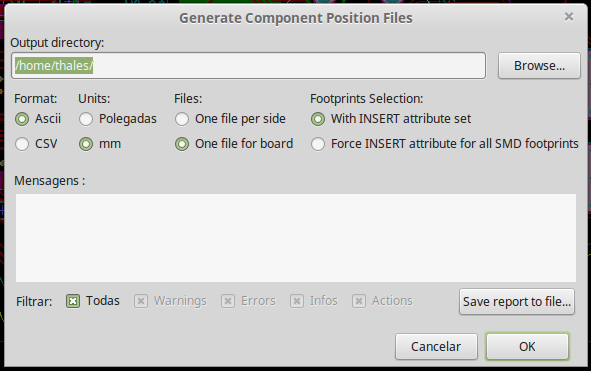 Generate Component Position Files
Output directory:
/home/thales/
Browse...
Format: Units: Files: Footprints Selection:
Ascii Polegadas One file per side With INSERT attribute set
CSV mm One file for board Force INSERT attribute for all SMD footprints
Mensagens :
Filtrar: Todas Warnings Errors Infos Actions Save report to file...
Cancelar OK